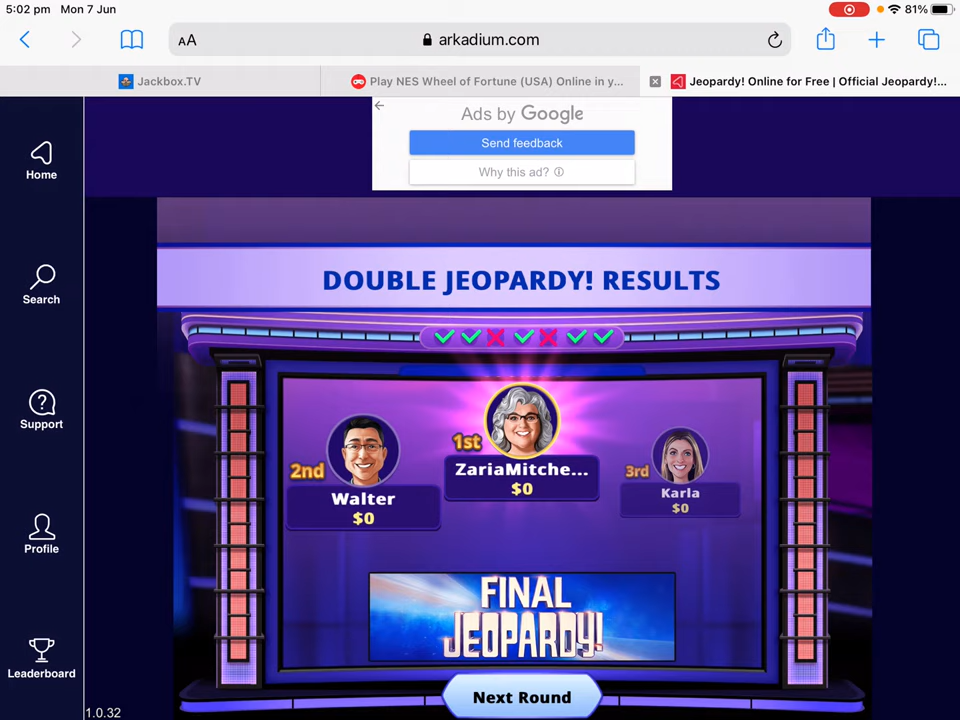 5:02 pm Mon 7 Jun
81%
AA
arkadium.com
Jackbox.TV
Play NES Wheel of Fortune (USA) Online in y...
Jeopardy! Online for Free | Official Jeopardy!...
Ads by Google
Send feedback
Why this ad?
Home
Search
Support
Profile
Leaderboard
DOUBLE JEOPARDY! RESULTS
1st
ZariaMitche...
$0
2nd
Walter
$0
3rd
Karla
$0
FINAL
JEOPARDY!
Next Round
1.0.32